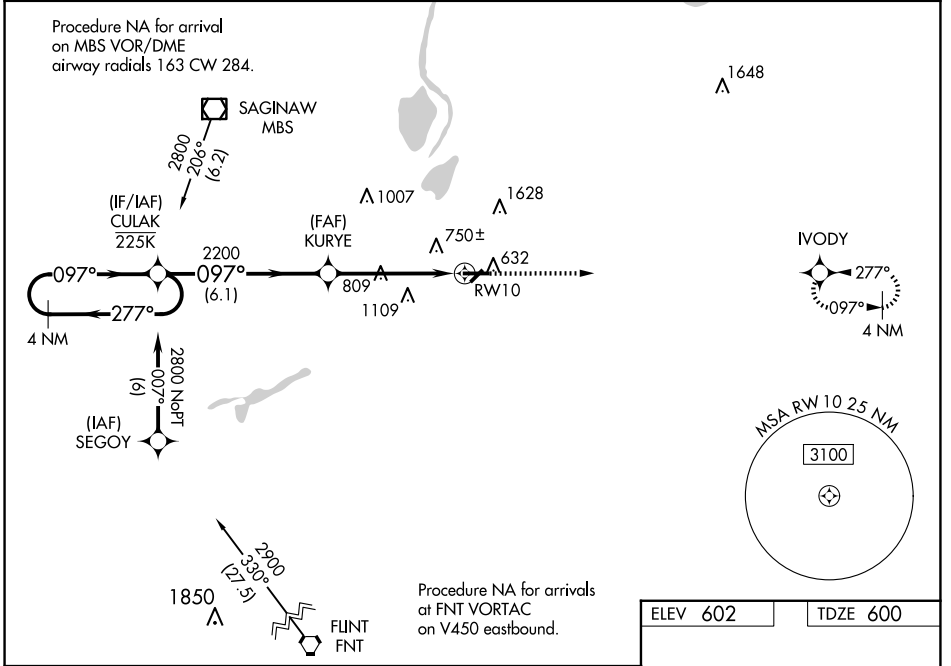 Procedure NA for arrival
on MBS VOR/DME
airway radials 163 CW 284.
1648
SAGINAW
MBS
2800
206°
(6.2)
(IF/IAF)
CULAK
225K
1007
1628
(FAF)
KURYE
750±
IVODY
2200
097°
097°
(6.1)
809
632
RW10
277°
1109
277°
097°
4 NM
4 NM
2800 NoPT
007°
(6)
(IAF)
SEGOY
MSA RW 10 25 NM
3100
2900
330°
(27.5)
1850
FLINT
FNT
Procedure NA for arrivals
at FNT VORTAC
on V450 eastbound.
ELEV 602
TDZE 600